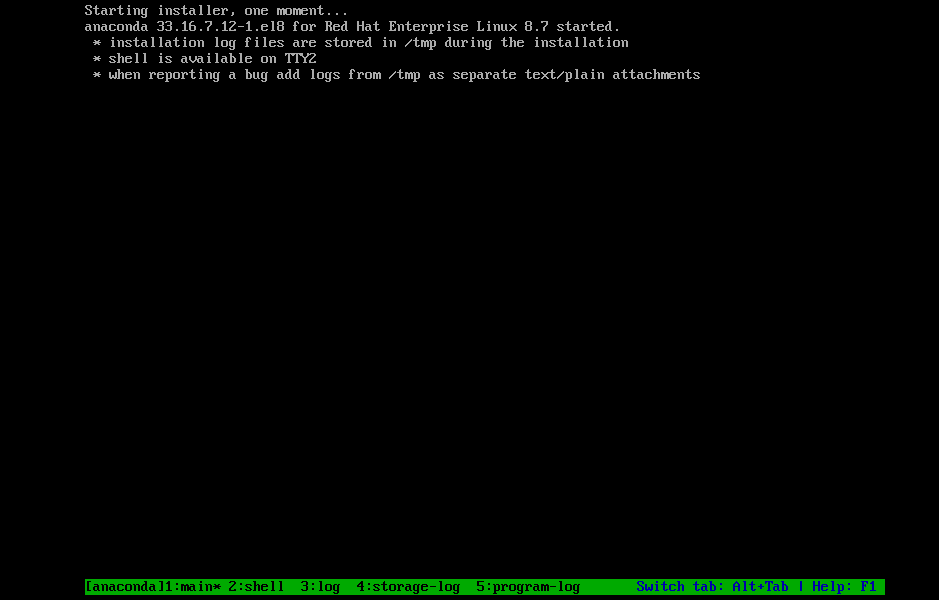 Starting installer, one moment...
anaconda 33.16.7.12-1.el8 for Red Hat Enterprise Linux 8.7 started.
* installation log files are stored in /tmp during the installation
* shell is available on TTY2
* when reporting a bug add logs from /tmp as separate text/plain attachments
[anaconda]1:main* 2:shell  3:log  4:storage-log  5:program-log       Switch tab: Alt+Tab | Help: F1